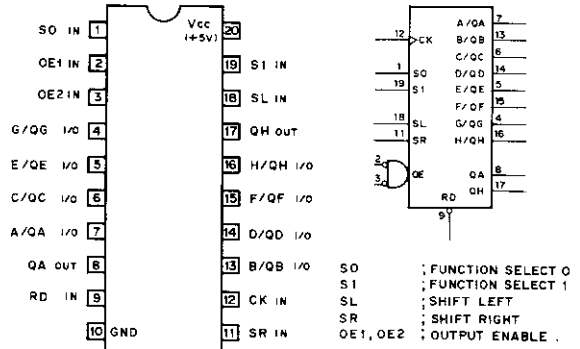 SO IN 1
OE1 IN 2
OE2 IN 3
G/QG I/O 4
E/QE I/O 5
C/QC I/O 6
A/QA I/O 7
QA OUT 8
RD IN 9
10 GND
Vcc 20
(+5V)
19 S1 IN
18 SL IN
17 QH OUT
16 H/QH I/O
15 F/QF I/O
14 D/QD I/O
13 B/QB I/O
12 CK IN
11 SR IN
A/QA 7
12 CK B/QB 13
C/QC 6
1 SO D/QD 14
19 S1 E/QE 5
F/QF 15
18 SL G/QG 4
11 SR H/QH 16
2
3 OE QA 8
QH 17
RD
9
SO ; FUNCTION SELECT 0
S1 ; FUNCTION SELECT 1
SL ; SHIFT LEFT
SR ; SHIFT RIGHT
OE1, OE2 ; OUTPUT ENABLE .